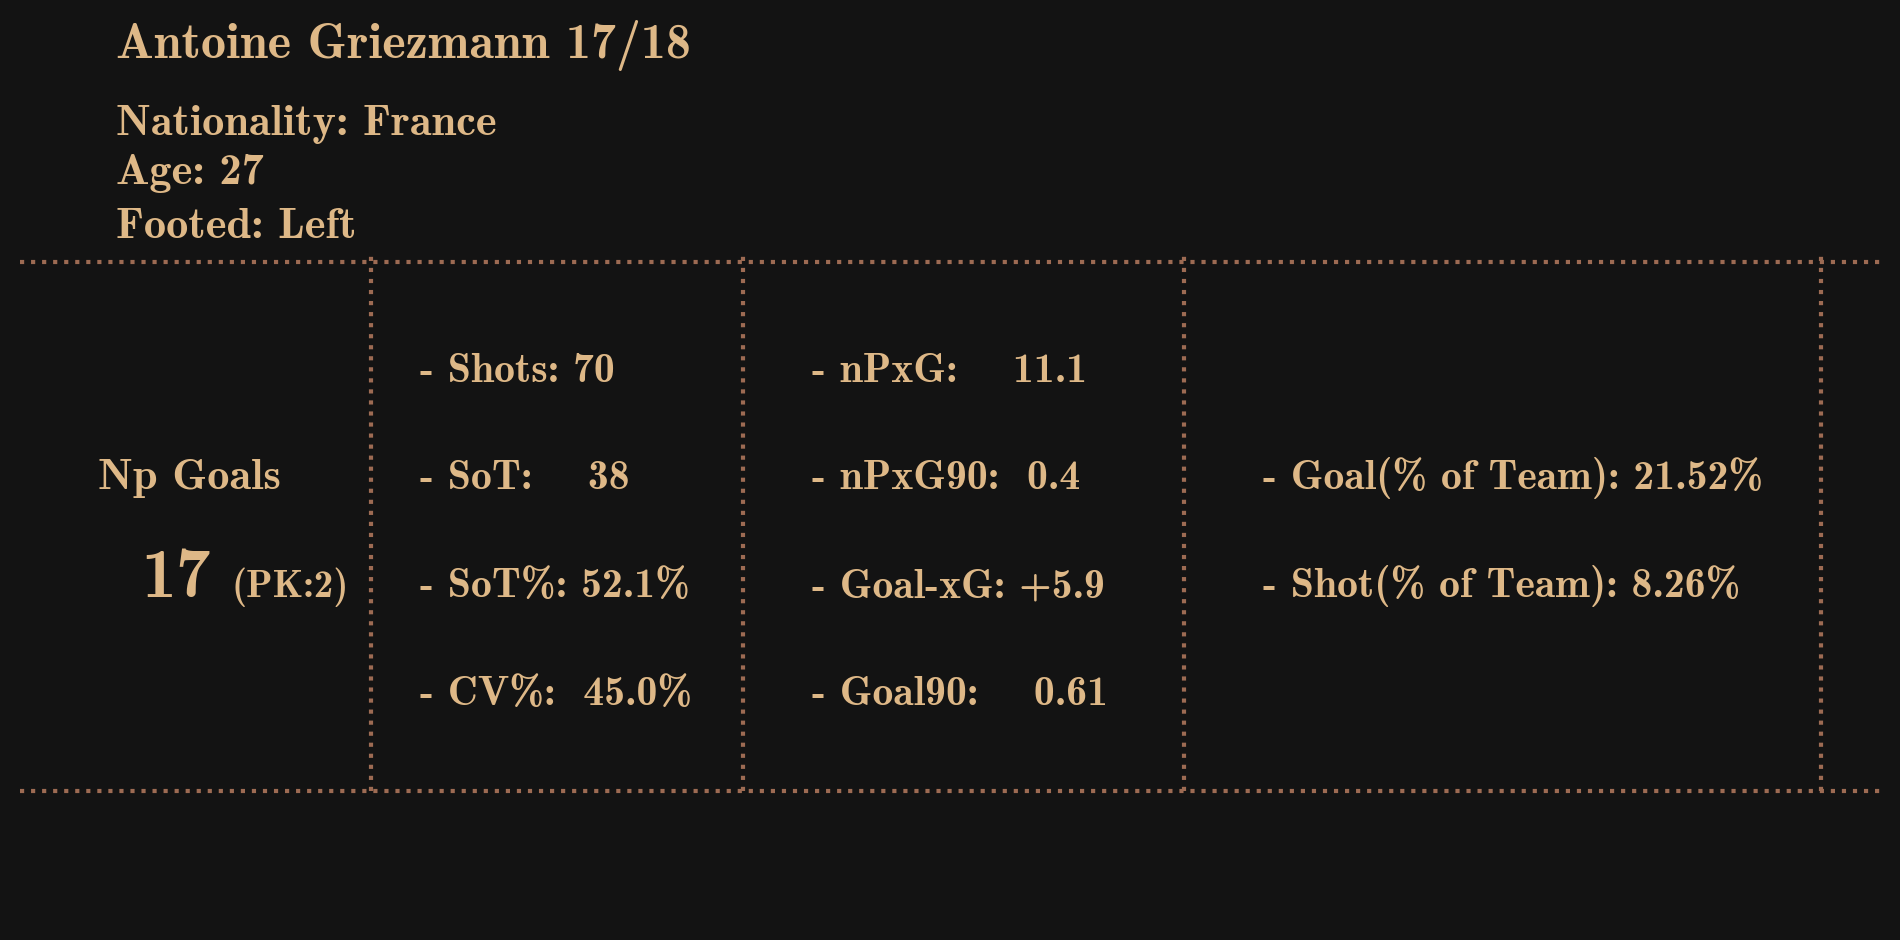 Antoine Griezmann 17/18
Nationality: France
Age: 27
Footed: Left
Np Goals
17 (PK:2)
- Shots: 70
- SoT: 38
- SoT%: 52.1%
- CV%: 45.0%
- nPxG: 11.1
- nPxG90: 0.4
- Goal-xG: +5.9
- Goal90: 0.61
- Goal(% of Team): 21.52%
- Shot(% of Team): 8.26%